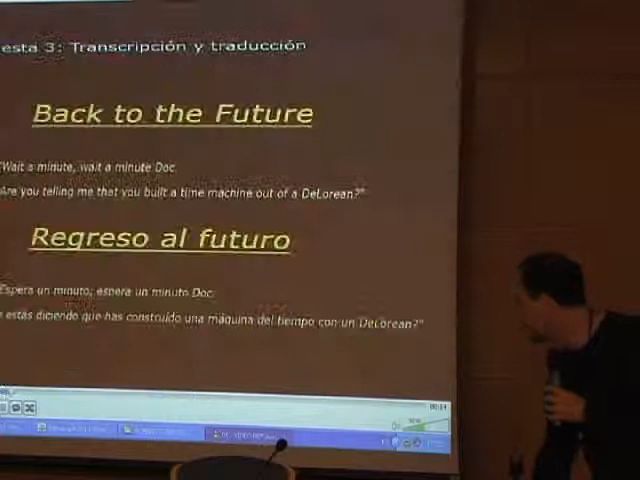 esta 3: Transcripción y traducción
Back to the Future
"Wait a minute, wait a minute Doc.
Are you telling me that you built a time machine out of a DeLorean?"
Regreso al futuro
Espera un minuto, espera un minuto Doc.
estás diciendo que has construido una máquina del tiempo con un DeLorean?"